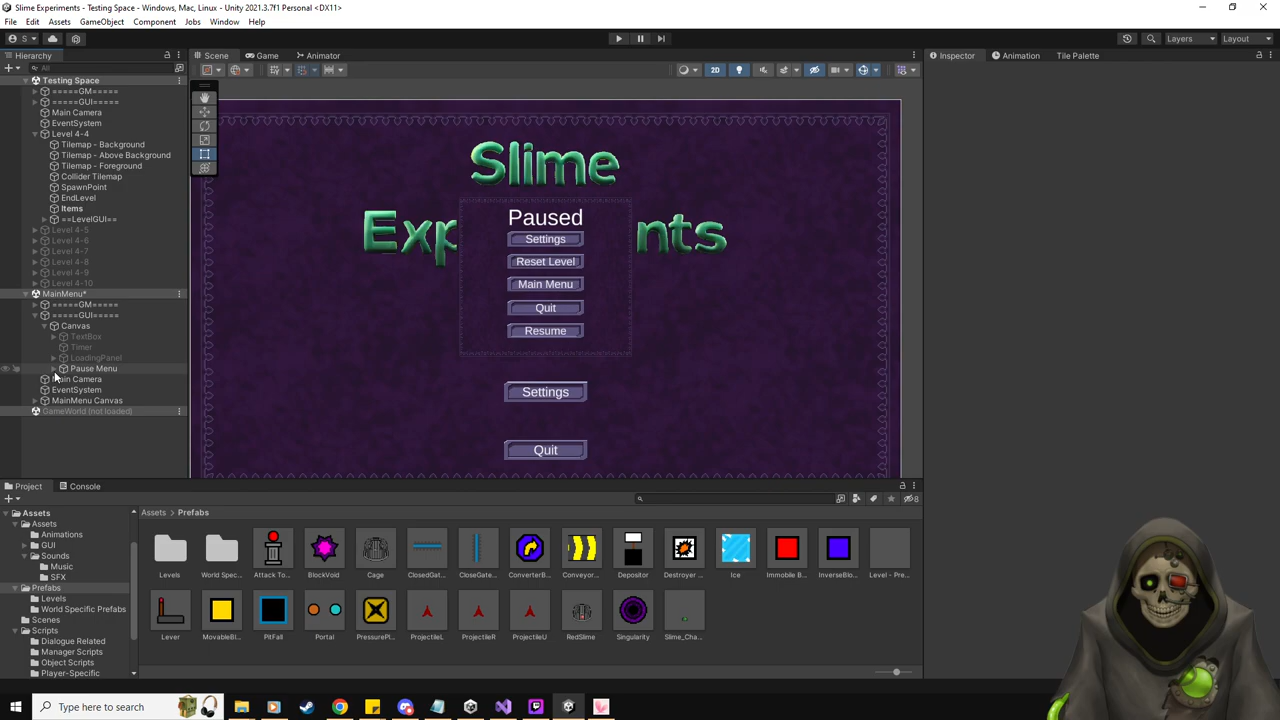 Slime Experiments - Testing Space - Windows, Mac, Linux - Unity 2021.3.7f1 Personal <DX11>
File Edit Assets GameObject Component Jobs Window Help
S
Layers Layout
Hierarchy
All
Scene Game Animator
Inspector Animation Tile Palette
2D
Testing Space
=====GM=====
=====GUI=====
Main Camera
EventSystem
Level 4-4
Tilemap - Background
Tilemap - Above Background
Tilemap - Foreground
Collider Tilemap
SpawnPoint
EndLevel
Items
==LevelGUI==
Level 4-5
Level 4-6
Level 4-7
Level 4-8
Level 4-9
Level 4-10
MainMenu*
=====GM=====
=====GUI=====
Canvas
TextBox
Timer
LoadingPanel
Pause Menu
Main Camera
EventSystem
MainMenu Canvas
GameWorld (not loaded)
Slime
Exp nts
Paused
Settings
Reset Level
Main Menu
Quit
Resume
Settings
Quit
Project Console
8
Assets
Assets
Animations
GUI
Sounds
Music
SFX
Prefabs
Levels
World Specific Prefabs
Scenes
Scripts
Dialogue Related
Manager Scripts
Object Scripts
Player-Specific
Assets > Prefabs
Levels World Spec... Attack To... BlockVoid Cage ClosedGat... CloseGate... ConverterB... Conveyor... Depositor Destroyer ... Ice Immobile B... InverseBlo... Level - Pre...
Lever MovableBl... PitFall Portal PressurePl... ProjectileL ProjectileR ProjectileU RedSlime Singularity Slime_Cha...
Type here to search